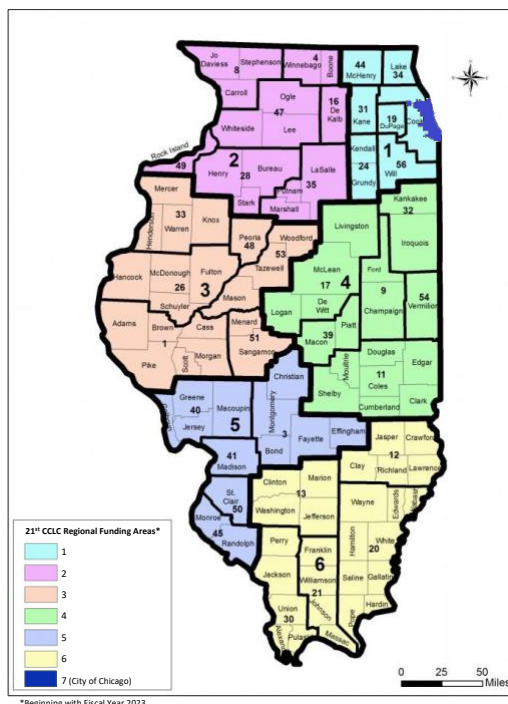 Jo
Daviess
Stephenson
8
4
Winnebago
Boone
44
McHenry
Lake
34
Carroll
Ogle
47
16
De
Kalb
31
Kane
19
DuPage
Cook
Whiteside
Lee
Rock Island
49
2
Henry
28
Bureau
LaSalle
35
Putnam
Stark
Marshall
Kendall
24
Grundy
1
56
Will
Mercer
33
Warren
Henderson
Knox
Peoria
48
Woodford
53
Tazewell
Livingston
Kankakee
32
Iroquois
Hancock
McDonough
26
Fulton
3
Schuyler
Mason
McLean
17
4
Ford
9
Champaign
54
Vermilion
Logan
De
Witt
39
Macon
Piatt
Adams
Brown
1
Cass
Menard
51
Sangamon
Pike
Scott
Morgan
Christian
Moultrie
Douglas
11
Coles
Edgar
Shelby
Cumberland
Clark
Greene
40
Jersey
Macoupin
5
Montgomery
3
Bond
Fayette
Effingham
41
Madison
Jasper
Crawford
12
Clay
Richland
Lawrence
Clinton
Marion
13
Washington
Jefferson
St.
Clair
50
Monroe
45
Randolph
Wayne
Edwards
Wabash
Hamilton
White
20
Perry
Franklin
6
Williamson
21
Jackson
Saline
Gallatin
Union
30
Johnson
Pope
Hardin
Massac
21st CCLC Regional Funding Areas*
1
2
3
4
5
6
7 (City of Chicago)
0 25 50
Miles
*Beginning with Fiscal Year 2023